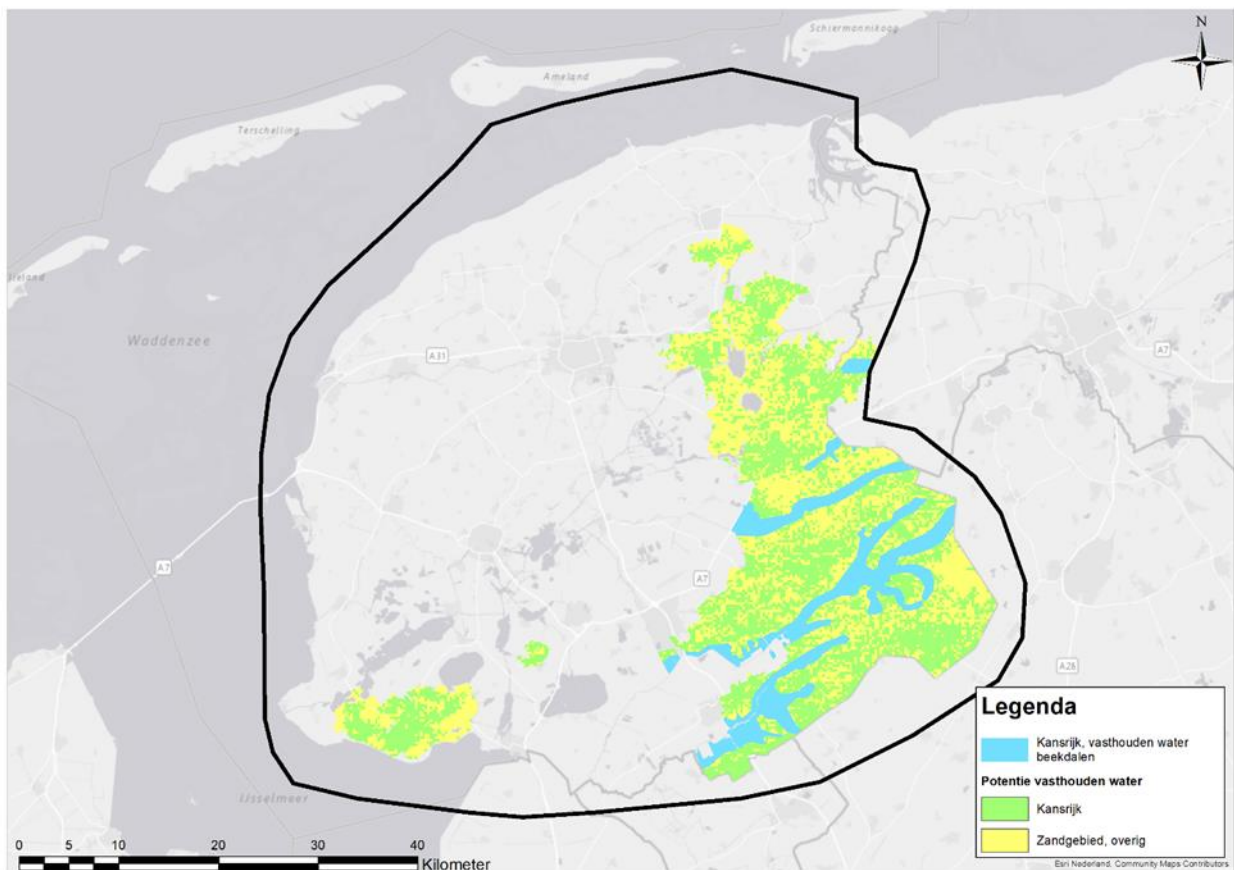 Schiermonnikoog
N
Ameland
Terschelling
lieland
Waddenzee
A31
A7
A7
A7
A28
IJsselmeer
Legenda
Kansrijk, vasthouden water
beekdalen
Potentie vasthouden water
Kansrijk
Zandgebied, overig
0 5 10 20 30 40
Kilometer
Esri Nederland, Community Maps Contributors